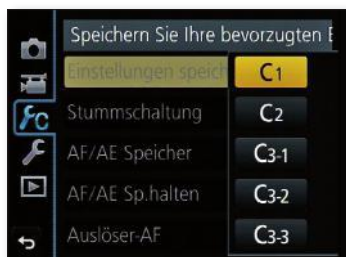 Speichern Sie Ihre bevorzugten E
Einstellungen speich
C1
Stummschaltung
C2
AF/AE Speicher
C3-1
AF/AE Sp.halten
C3-2
Auslöser-AF
C3-3